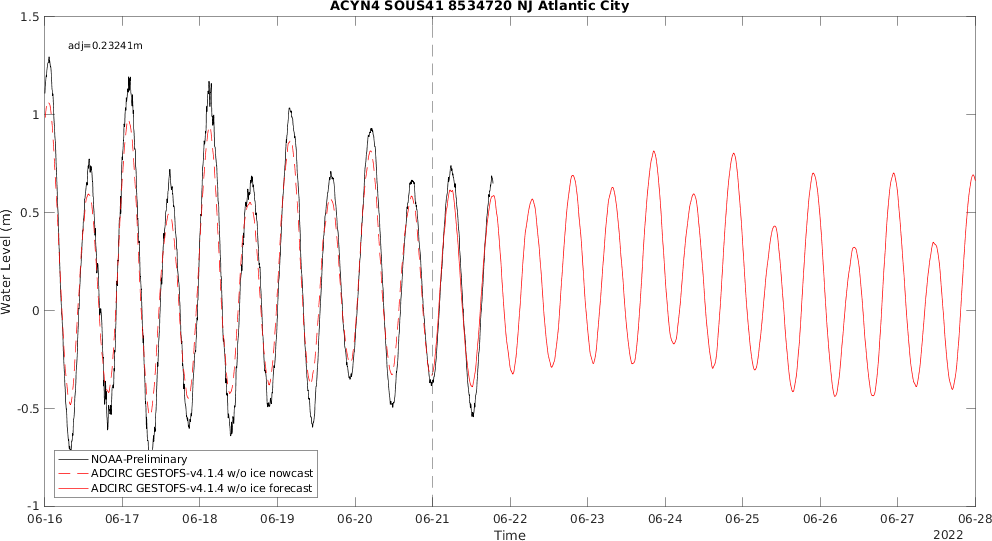 ACYN4 SOUS41 8534720 NJ Atlantic City
adj=0.23241m
Water Level (m)
1.5
1
0.5
0
-0.5
-1
NOAA-Preliminary
ADCIRC GESTOFS-v4.1.4 w/o ice nowcast
ADCIRC GESTOFS-v4.1.4 w/o ice forecast
06-16 06-17 06-18 06-19 06-20 06-21 06-22 06-23 06-24 06-25 06-26 06-27 06-28
Time
2022